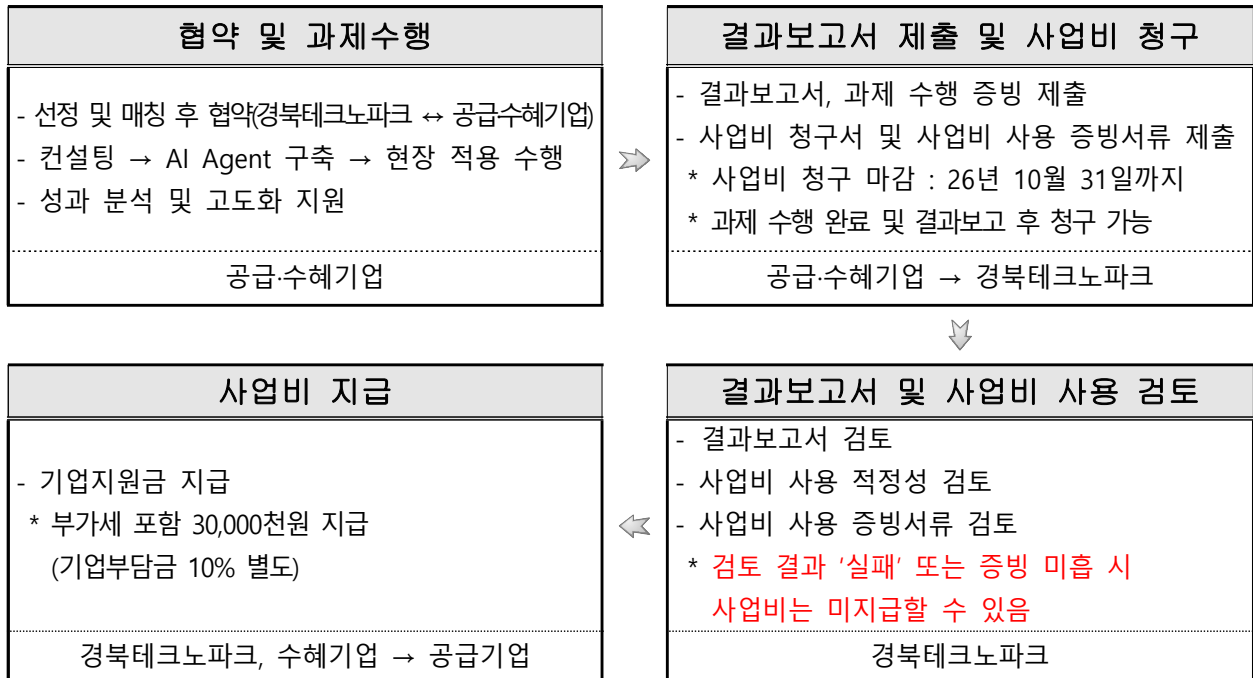 협약 및 과제수행
- 선정 및 매칭 후 협약(경북테크노파크 ↔ 공급·수혜기업)
- 컨설팅 → AI Agent 구축 → 현장 적용 수행
- 성과 분석 및 고도화 지원
공급·수혜기업
결과보고서 제출 및 사업비 청구
- 결과보고서, 과제 수행 증빙 제출
- 사업비 청구서 및 사업비 사용 증빙서류 제출
* 사업비 청구 마감 : 26년 10월 31일까지
* 과제 수행 완료 및 결과보고 후 청구 가능
공급·수혜기업 → 경북테크노파크
결과보고서 및 사업비 사용 검토
- 결과보고서 검토
- 사업비 사용 적정성 검토
- 사업비 사용 증빙서류 검토
* 검토 결과 ‘실패’ 또는 증빙 미흡 시
사업비는 미지급할 수 있음
경북테크노파크
사업비 지급
- 기업지원금 지급
* 부가세 포함 30,000천원 지급
(기업부담금 10% 별도)
경북테크노파크, 수혜기업 → 공급기업